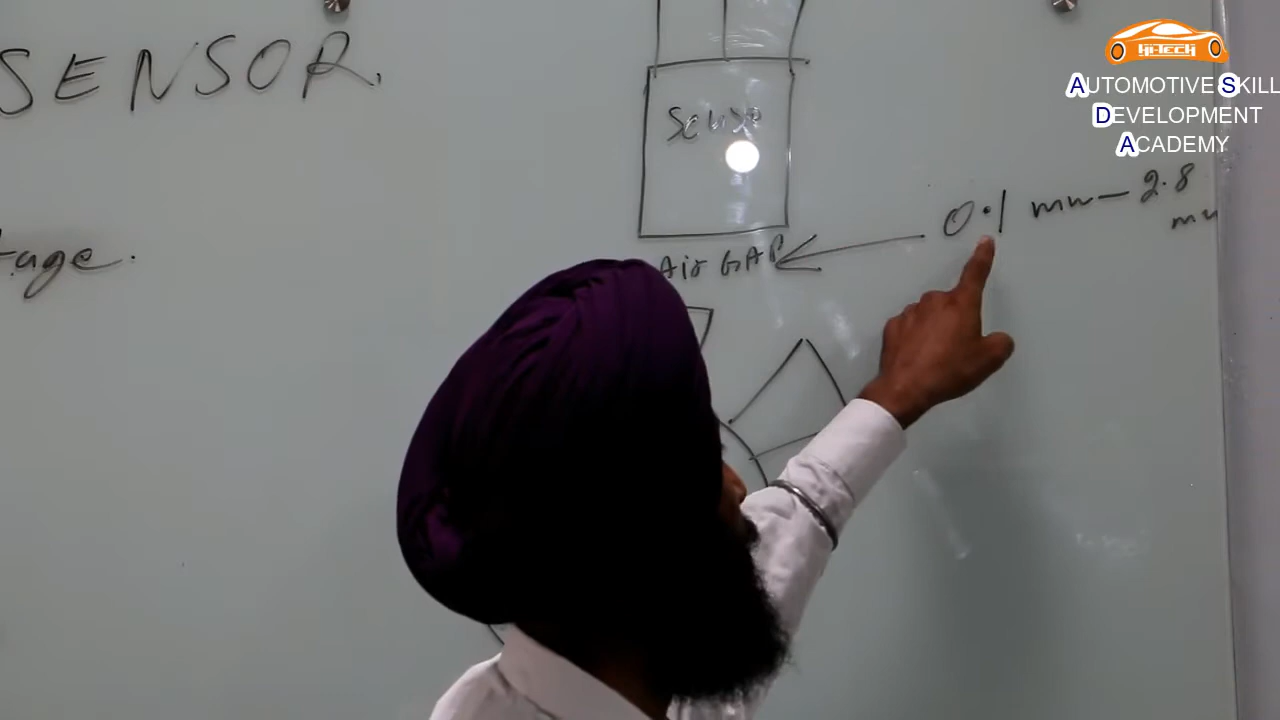 SENSOR.
tage.
Sensor
Air GAP
0.1 mm - 2.8
mm
Hi-Tech
AUTOMOTIVE SKILL
DEVELOPMENT
ACADEMY